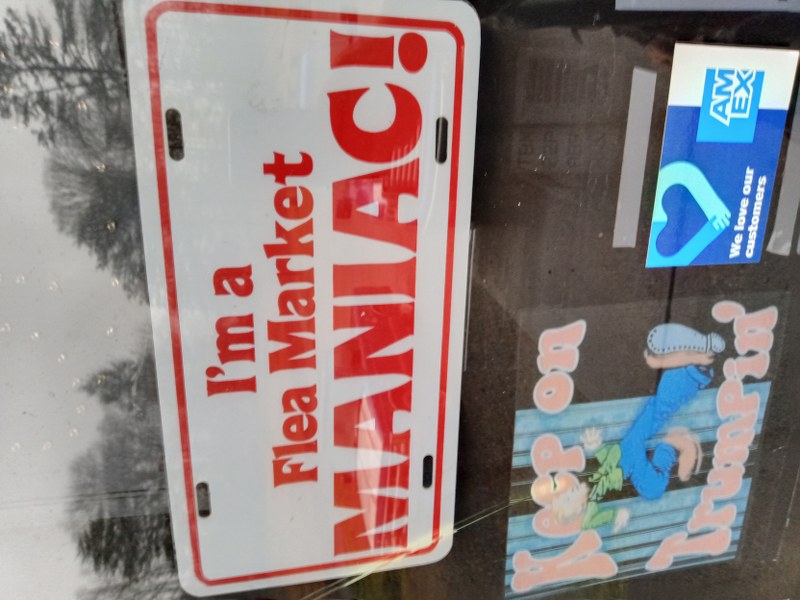 I'm a
Flea Market
MANIAC!
AM
EX
We love our
customers
Keep on
Trumpin'